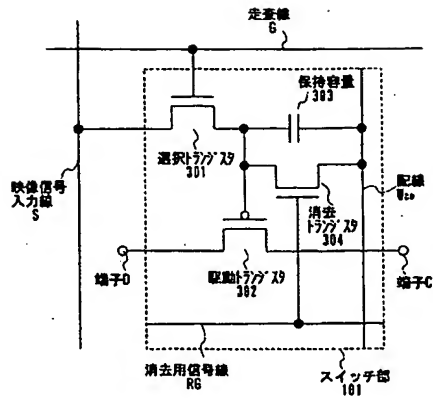 走査線
G
保持容量
303
選択トランジスタ
301
映像信号
入力線
S
消去
トランジスタ
304
配線
W
端子D
駆動トランジスタ
302
端子C
消去用信号線
RG
スイッチ部
101